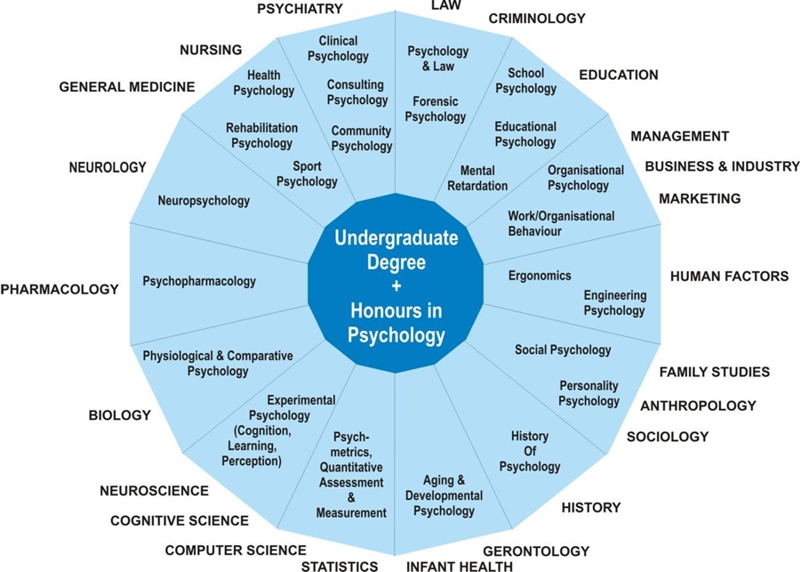 PSYCHIATRY
LAW
CRIMINOLOGY
NURSING
EDUCATION
GENERAL MEDICINE
MANAGEMENT
NEUROLOGY
BUSINESS & INDUSTRY
MARKETING
Clinical
Psychology
Consulting
Psychology
Community
Psychology
Psychology
& Law
Forensic
Psychology
School
Psychology
Educational
Psychology
Mental
Retardation
Health
Psychology
Rehabilitation
Psychology
Sport
Psychology
Organisational
Psychology
Work/Organisational
Behaviour
Neuropsychology
Undergraduate
Degree
+
Honours in
Psychology
PHARMACOLOGY
Psychopharmacology
Ergonomics
Engineering
Psychology
HUMAN FACTORS
Physiological & Comparative
Psychology
Social Psychology
Personality
Psychology
FAMILY STUDIES
ANTHROPOLOGY
SOCIOLOGY
BIOLOGY
Experimental
Psychology
(Cognition,
Learning,
Perception)
Psych-
metrics,
Quantitative
Assessment
&
Measurement
Aging &
Developmental
Psychology
History
Of
Psychology
NEUROSCIENCE
COGNITIVE SCIENCE
COMPUTER SCIENCE
STATISTICS
INFANT HEALTH
GERONTOLOGY
HISTORY